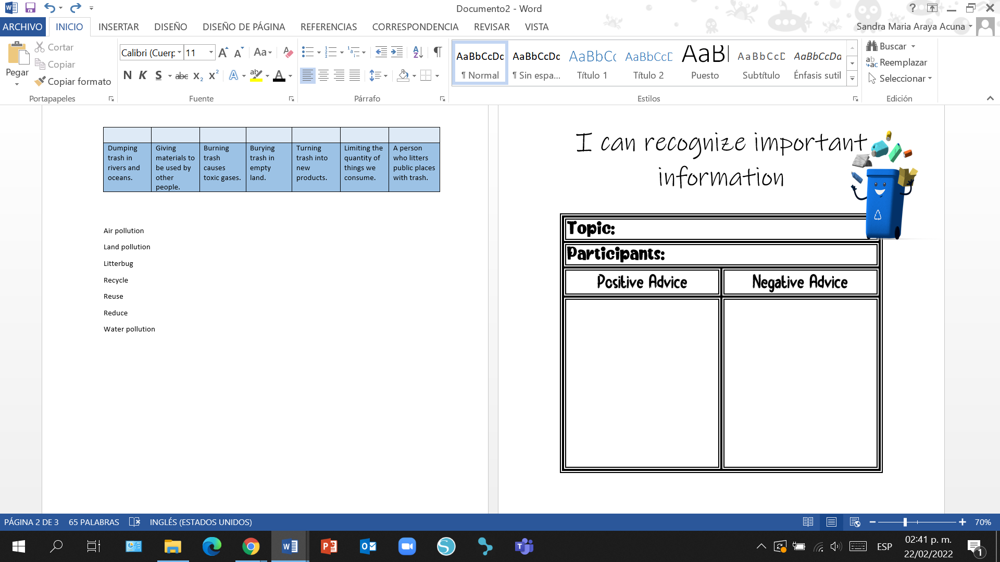 Documento2 - Word
?
ARCHIVO INICIO INSERTAR DISEÑO DISEÑO DE PÁGINA REFERENCIAS CORRESPONDENCIA REVISAR VISTA
Sandra Maria Araya Acuna
Pegar
Cortar
Copiar
Copiar formato
Portapapeles
Calibri (Cuerp 11
Aa
N K S abc X₂ X² A ab A
Fuente
Párrafo
AaBbCcDc AaBbCcDc AaBbCc AaBbCcD AaB AaBbCcD AaBbCcDa
¶ Normal ¶ Sin espa... Título 1 Título 2 Puesto Subtítulo Énfasis sutil
Estilos
Buscar
Reemplazar
Seleccionar
Edición
Dumping
trash in
rivers and
oceans.
Giving
materials to
be used by
other
people.
Burning
trash
causes
toxic gases.
Burying
trash in
empty
land.
Turning
trash into
new
products.
Limiting the
quantity of
things we
consume.
A person
who litters
public places
with trash.
Air pollution
Land pollution
Litterbug
Recycle
Reuse
Reduce
Water pollution
I can recognize important
information
Topic:
Participants:
Positive Advice Negative Advice
PÁGINA 2 DE 3 65 PALABRAS INGLÉS (ESTADOS UNIDOS)
70%
ESP
02:41 p. m.
22/02/2022
1